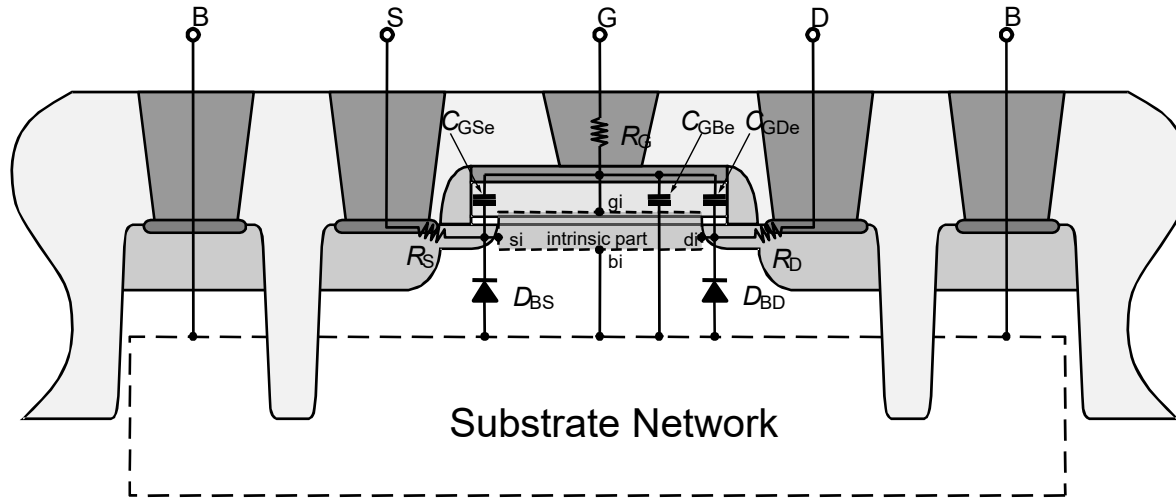 B S G D B
C_GSe R_G C_GBe C_GDe
gi
si intrinsic part di
R_S bi R_D
D_BS D_BD
Substrate Network